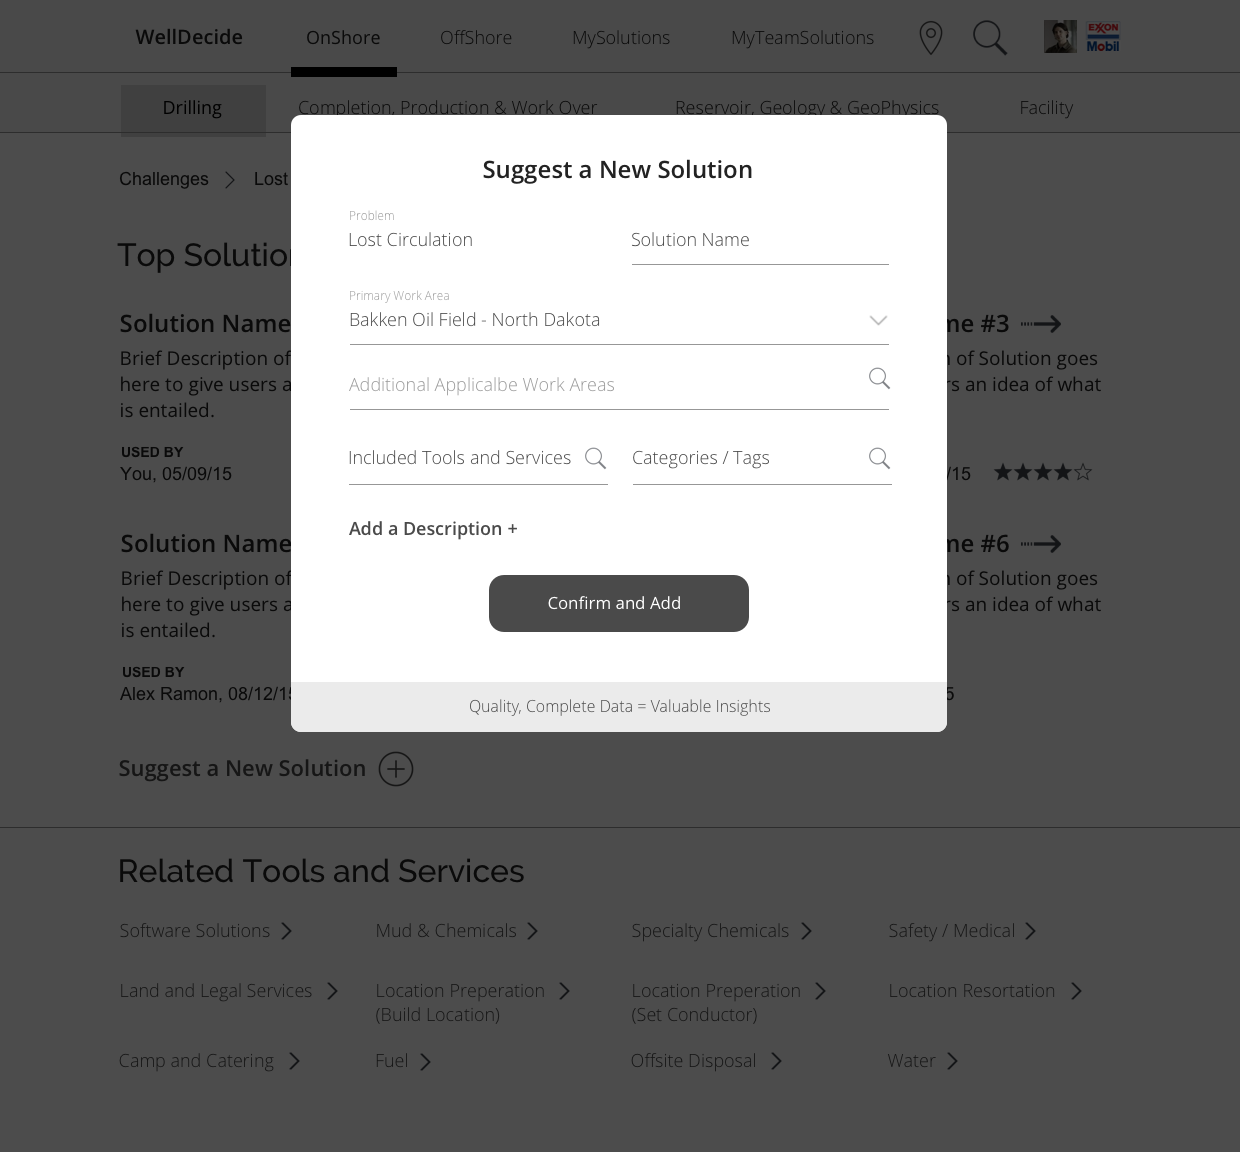 WellDecide OnShore OffShore MySolutions MyTeamSolutions EXXON Mobil
Drilling Completion, Production & Work Over Reservoir, Geology & GeoPhysics Facility
Challenges Lost
Top Solution
Suggest a New Solution
Problem
Lost Circulation Solution Name
Primary Work Area
Bakken Oil Field - North Dakota
Additional Applicalbe Work Areas
Included Tools and Services Categories / Tags
Add a Description +
Confirm and Add
Quality, Complete Data = Valuable Insights
Solution Name
Brief Description of
here to give users a
is entailed.
USED BY
You, 05/09/15
me #3
n of Solution goes
rs an idea of what
/15
Solution Name
Brief Description of
here to give users a
is entailed.
USED BY
Alex Ramon, 08/12/15
me #6
n of Solution goes
rs an idea of what
5
Suggest a New Solution
Related Tools and Services
Software Solutions Mud & Chemicals Specialty Chemicals Safety / Medical
Land and Legal Services Location Preperation Location Preperation Location Resortation
(Build Location) (Set Conductor)
Camp and Catering Fuel Offsite Disposal Water